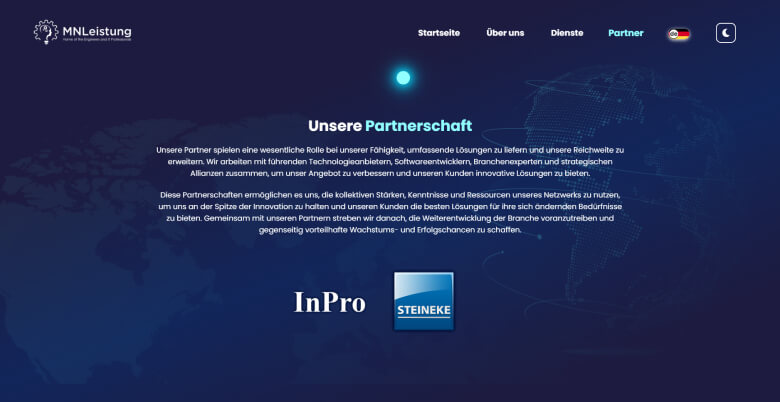 MNLeistung
Home of the Engineers and IT Professionals
Startseite
Über uns
Dienste
Partner
de
Unsere Partnerschaft
Unsere Partner spielen eine wesentliche Rolle bei unserer Fähigkeit, umfassende Lösungen zu liefern und unsere Reichweite zu
erweitern. Wir arbeiten mit führenden Technologieanbietern, Softwareentwicklern, Branchenexperten und strategischen
Allianzen zusammen, um unser Angebot zu verbessern und unseren Kunden innovative Lösungen zu bieten.
Diese Partnerschaften ermöglichen es uns, die kollektiven Stärken, Kenntnisse und Ressourcen unseres Netzwerks zu nutzen,
um uns an der Spitze der Innovation zu halten und unseren Kunden die besten Lösungen für ihre sich ändernden Bedürfnisse
zu bieten. Gemeinsam mit unseren Partnern streben wir danach, die Weiterentwicklung der Branche voranzutreiben und
gegenseitig vorteilhafte Wachstums- und Erfolgschancen zu schaffen.
InPro
STEINEKE